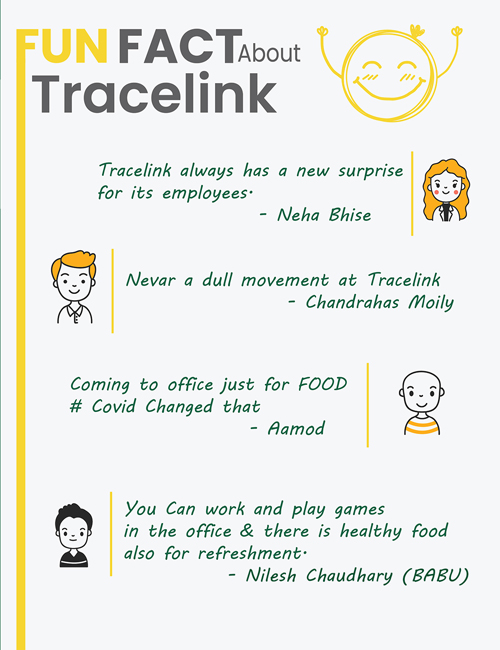 FUN FACT About
Tracelink
Tracelink always has a new surprise
for its employees.
- Neha Bhise
Nevar a dull movement at Tracelink
- Chandrahas Moily
Coming to office just for FOOD
# Covid Changed that
- Aamod
You Can work and play games
in the office & there is healthy food
also for refreshment.
- Nilesh Chaudhary (BABU)